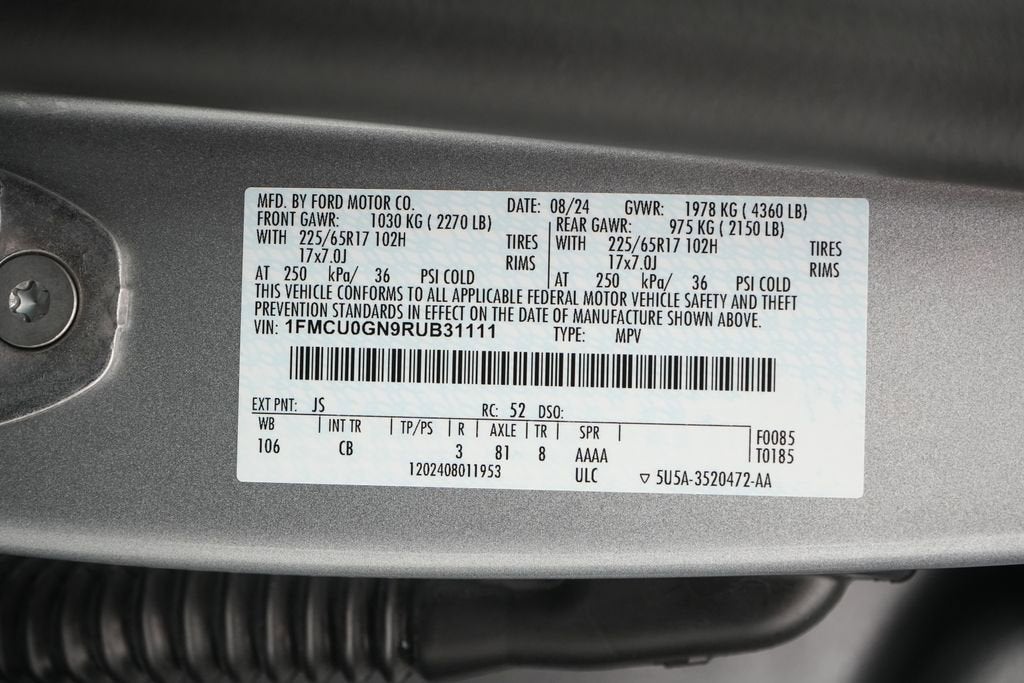 MFD. BY FORD MOTOR CO. DATE: 08/24 GVWR: 1978 KG ( 4360 LB)
FRONT GAWR: 1030 KG ( 2270 LB) REAR GAWR: 975 KG ( 2150 LB)
WITH 225/65R17 102H TIRES WITH 225/65R17 102H TIRES
17x7.0J RIMS 17x7.0J RIMS
AT 250 kPa/ 36 PSI COLD AT 250 kPa/ 36 PSI COLD
THIS VEHICLE CONFORMS TO ALL APPLICABLE FEDERAL MOTOR VEHICLE SAFETY AND THEFT
PREVENTION STANDARDS IN EFFECT ON THE DATE OF MANUFACTURE SHOWN ABOVE.
VIN: 1FMCU0GN9RUB31111 TYPE: MPV
EXT PNT: JS RC: 52 DSO:
WB INT TR TP/PS R AXLE TR SPR F0085
106 CB 3 81 8 AAAA T0185
1202408011953 ULC ▽ 5U5A-3520472-AA